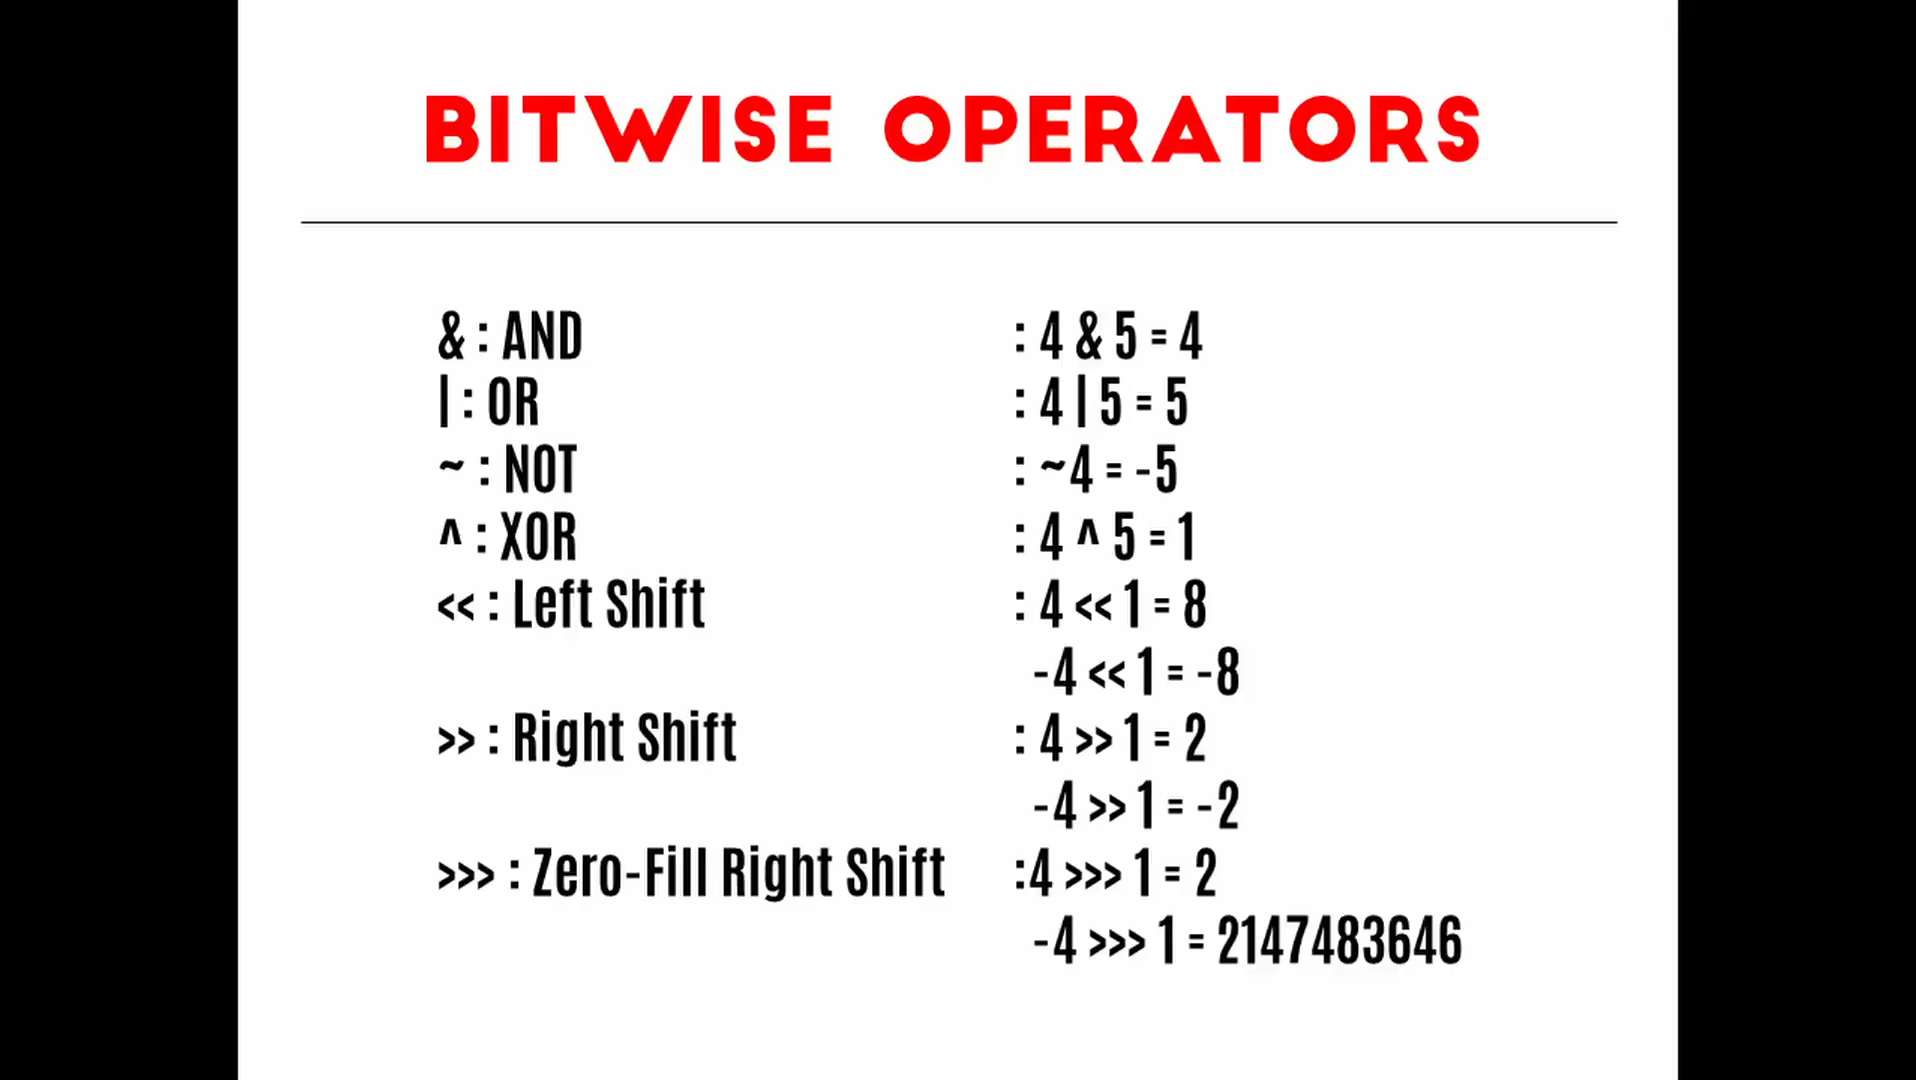 BITWISE OPERATORS
& : AND : 4 & 5 = 4
| : OR : 4 | 5 = 5
~ : NOT : ~4 = -5
^ : XOR : 4 ^ 5 = 1
<< : Left Shift : 4 << 1 = 8
-4 << 1 = -8
>> : Right Shift : 4 >> 1 = 2
-4 >> 1 = -2
>>> : Zero-Fill Right Shift :4 >>> 1 = 2
-4 >>> 1 = 2147483646